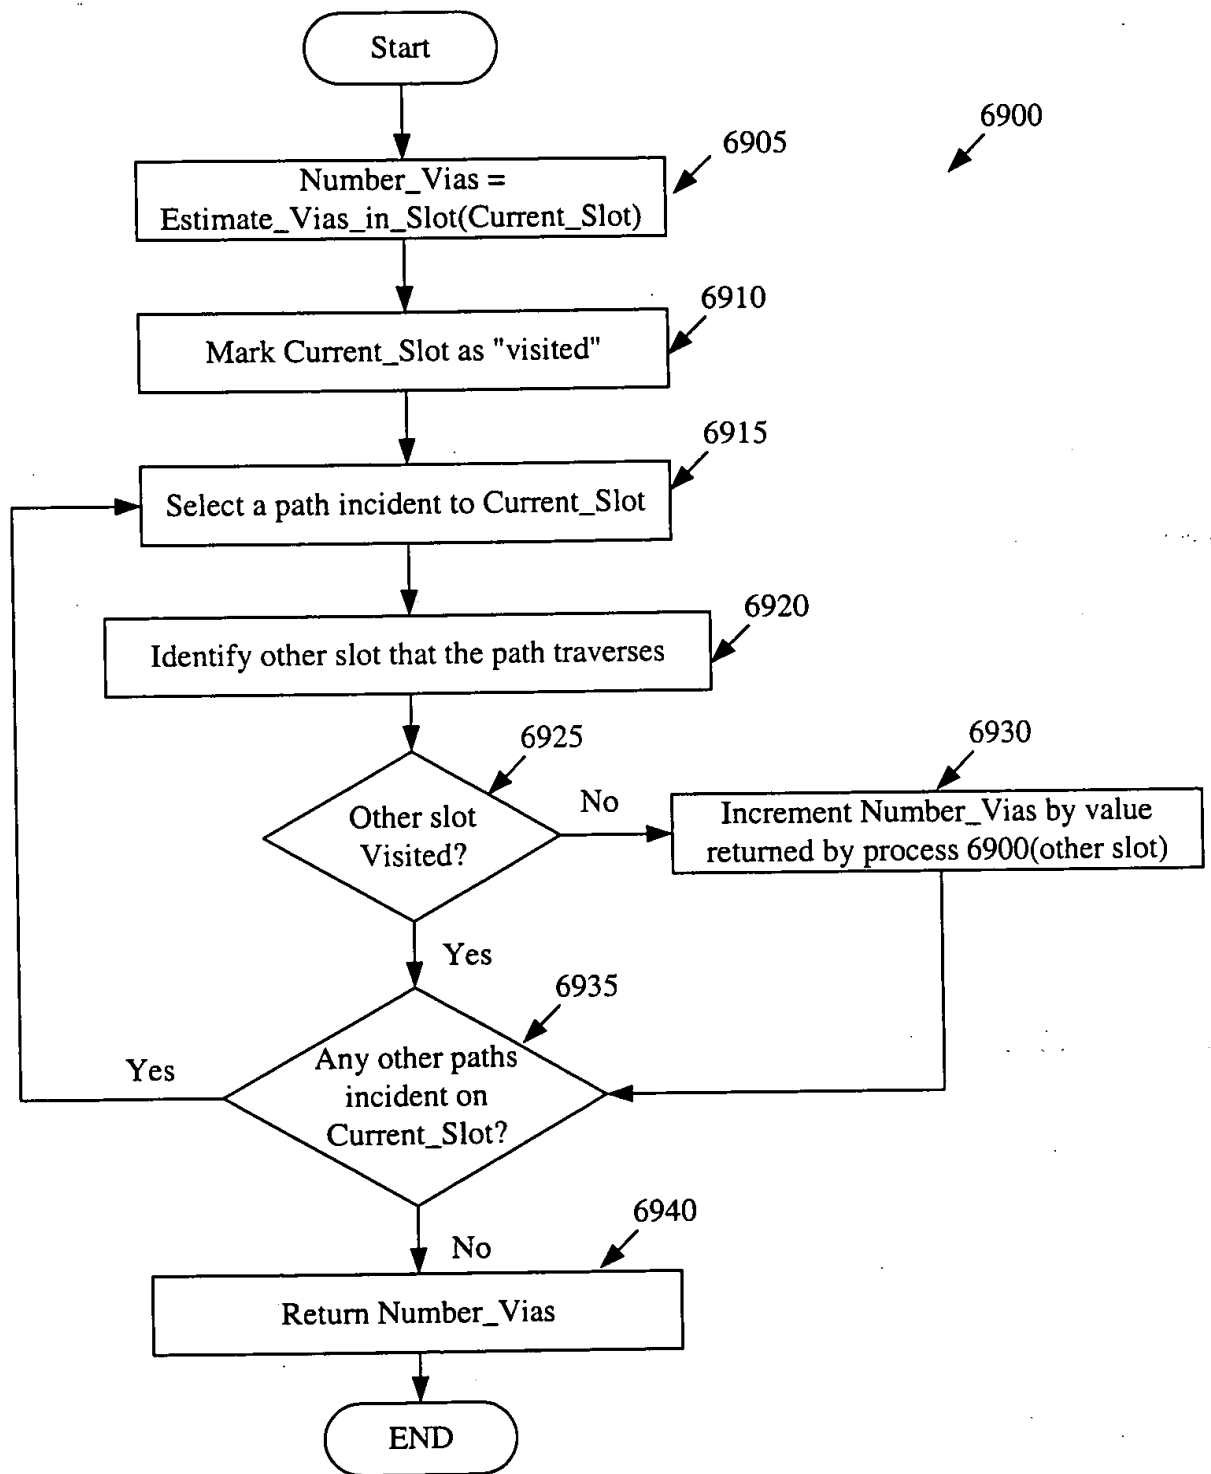 Start
6900
6905
Number_Vias =
Estimate_Vias_in_Slot(Current_Slot)
6910
Mark Current_Slot as "visited"
6915
Select a path incident to Current_Slot
6920
Identify other slot that the path traverses
6925
Other slot
Visited?
No
6930
Increment Number_Vias by value
returned by process 6900(other slot)
Yes
6935
Any other paths
incident on
Current_Slot?
Yes
No
6940
Return Number_Vias
END